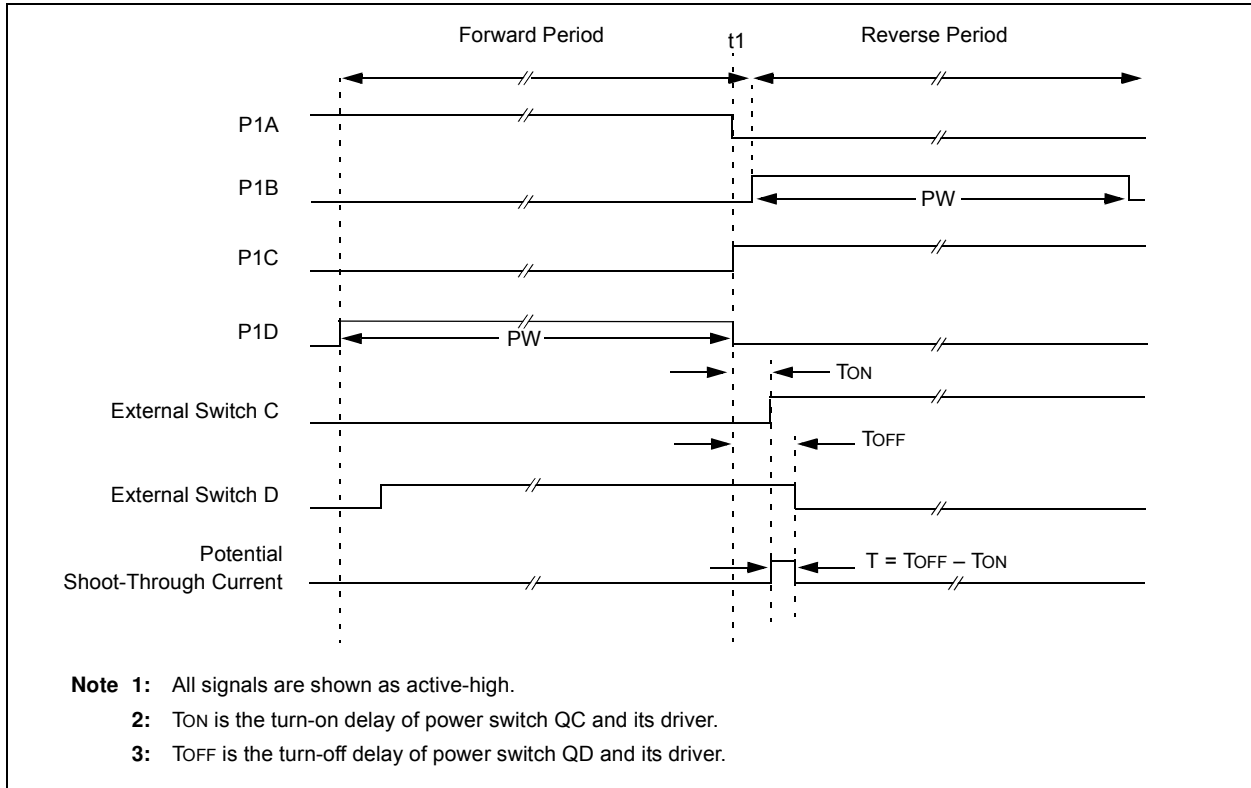 Forward Period
t1
Reverse Period
P1A
P1B
PW
P1C
P1D
PW
TON
External Switch C
TOFF
External Switch D
Potential
Shoot-Through Current
T = TOFF – TON
Note 1: All signals are shown as active-high.
2: TON is the turn-on delay of power switch QC and its driver.
3: TOFF is the turn-off delay of power switch QD and its driver.